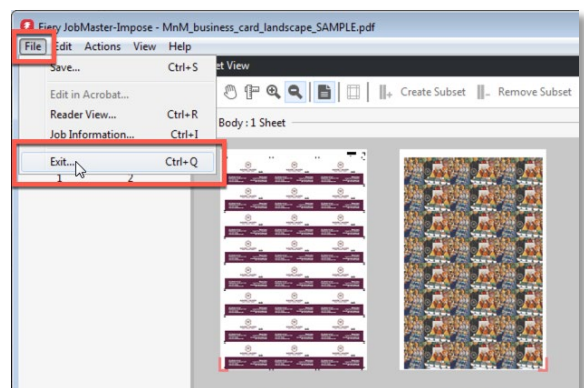 Fiery JobMaster-Impose - MnM_business_card_landscape_SAMPLE.pdf
File Edit Actions View Help
Save... Ctrl+S
et View
Edit in Acrobat...
Create Subset Remove Subset
Reader View... Ctrl+R
Body : 1 Sheet
Job Information... Ctrl+I
Exit... Ctrl+Q
1 2